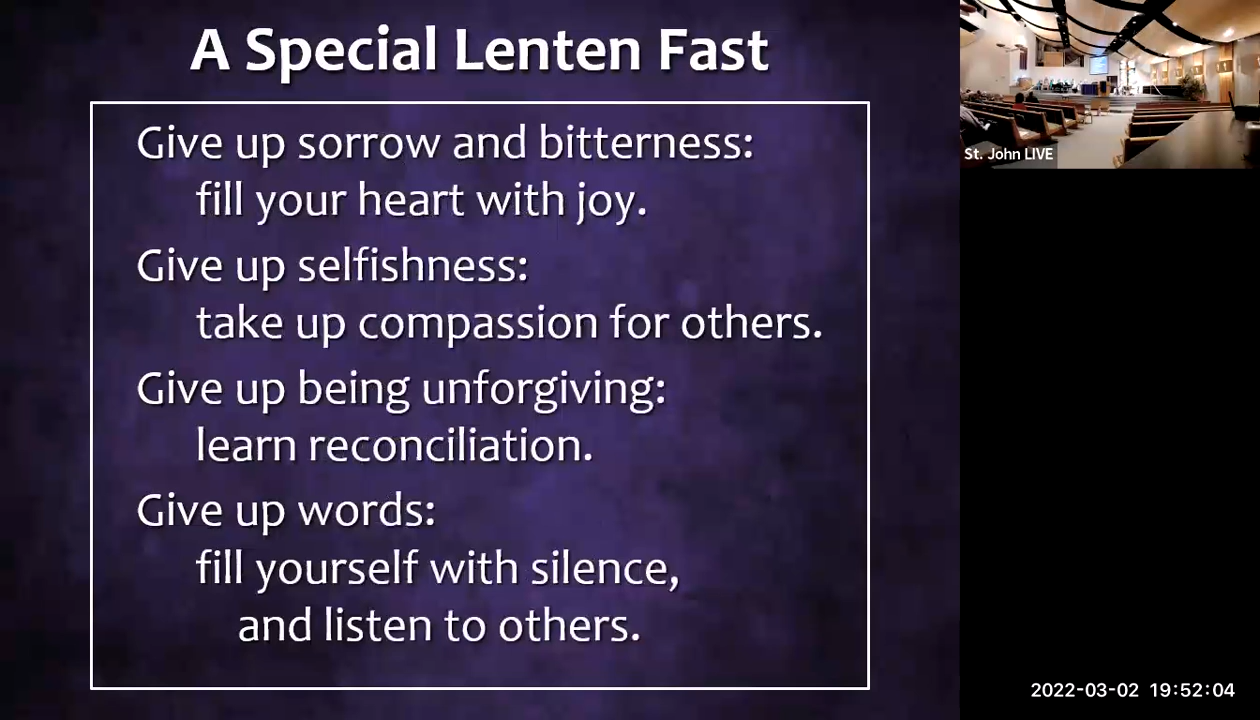 A Special Lenten Fast
Give up sorrow and bitterness:
fill your heart with joy.
Give up selfishness:
take up compassion for others.
Give up being unforgiving:
learn reconciliation.
Give up words:
fill yourself with silence,
and listen to others.
St. John LIVE
2022-03-02 19:52:04